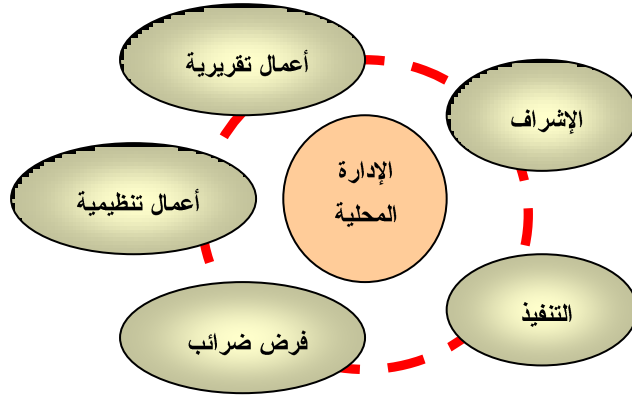 أعمال تقريرية
الإشراف
الإدارة
المحلية
أعمال تنظيمية
التنفيذ
فرض ضرائب